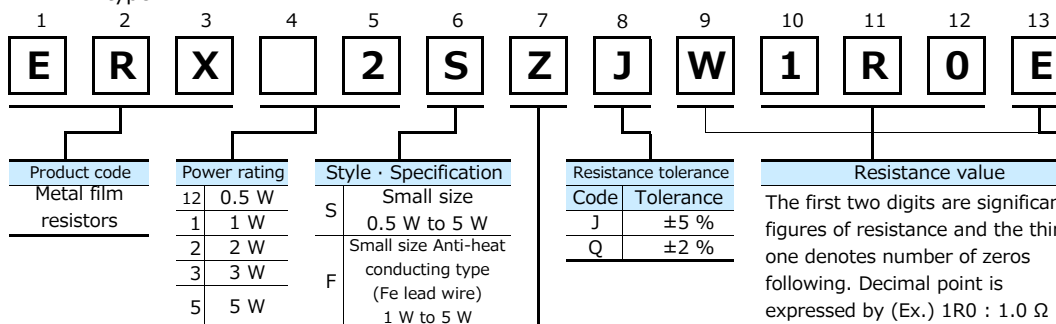 1 2 3 4 5 6 7 8 9 10 11 12 13
E R X 2 S Z J W 1 R 0 E
Product code
Metal film
resistors
Power rating
12 0.5 W
1 1 W
2 2 W
3 3 W
5 5 W
Style · Specification
S
Small size
0.5 W to 5 W
F
Small size Anti-heat
conducting type
(Fe lead wire)
1 W to 5 W
Resistance tolerance
Code Tolerance
J ±5 %
Q ±2 %
Resistance value
The first two digits are
figures of resistance and the
one denotes number of zeros
following. Decimal point is
expressed by (Ex.) 1R0 : 1.0 Ω